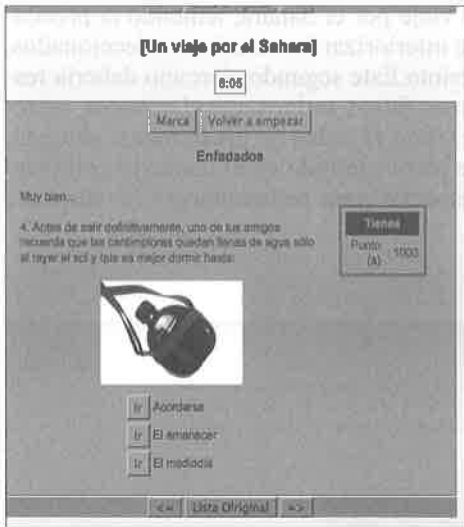 [Un viaje por el Sahara]
8:05
Marca Volver a empezar
Enfadados
Muy bien...
4. Antes de salir definitivamente, uno de tus amigos
recuerda que las cantimploras quedan llenas de agua sólo
al rayar el sol y que es mejor dormir hasta:
Tienes
Punto
(s) : 1000
Ir Acordarse
Ir El amanecer
Ir El mediodía
<= Lista Original =>